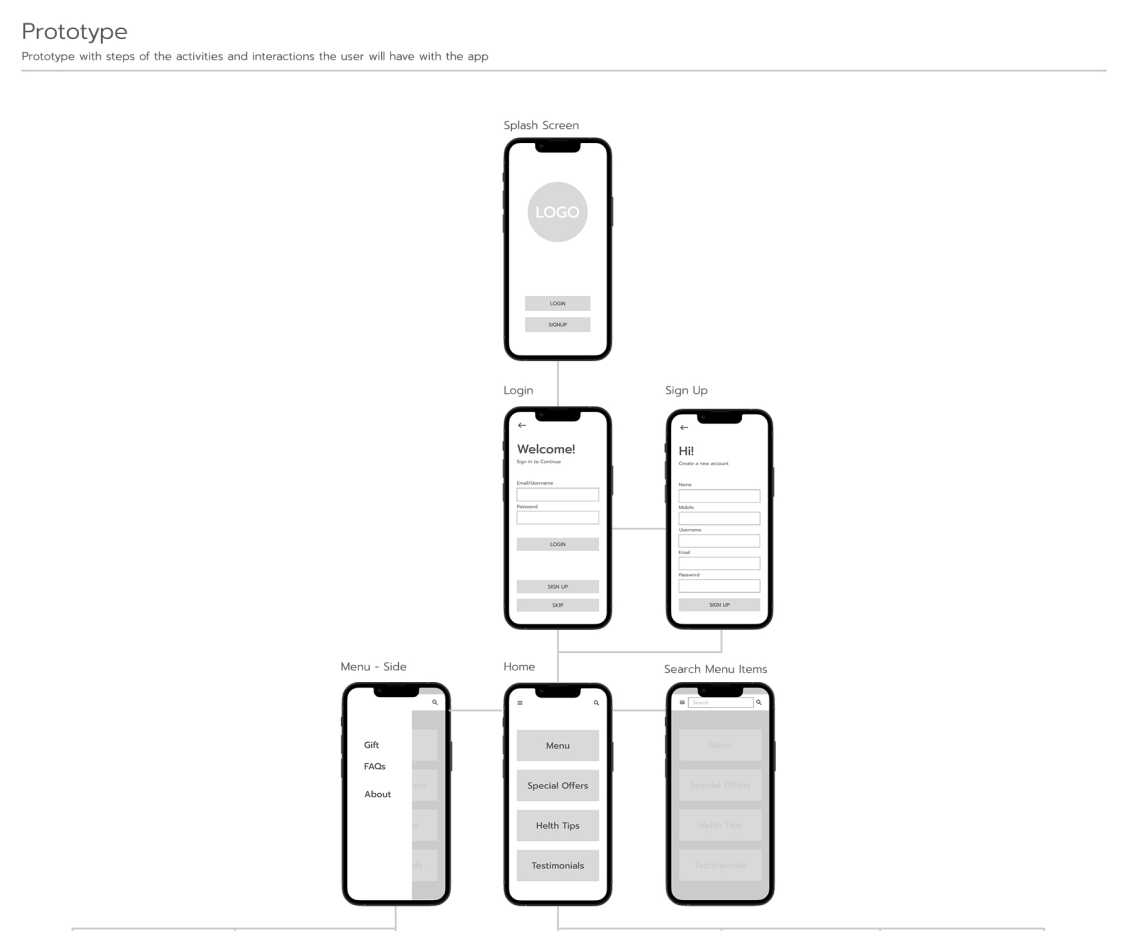 Prototype
Prototype with steps of the activities and interactions the user will have with the app
Splash Screen
LOGO
LOGIN
SIGNUP
Login
Welcome!
Sign in to Continue
Email/Username
Password
LOGIN
SIGN UP
SKIP
Sign Up
Hi!
Create a new account
Name
Mobile
Username
Email
Password
SIGN UP
Menu - Side
Gift
FAQs
About
Home
Menu
Special Offers
Helth Tips
Testimonials
Search Menu Items
Search
Menu
Special Offers
Helth Tips
Testimonials